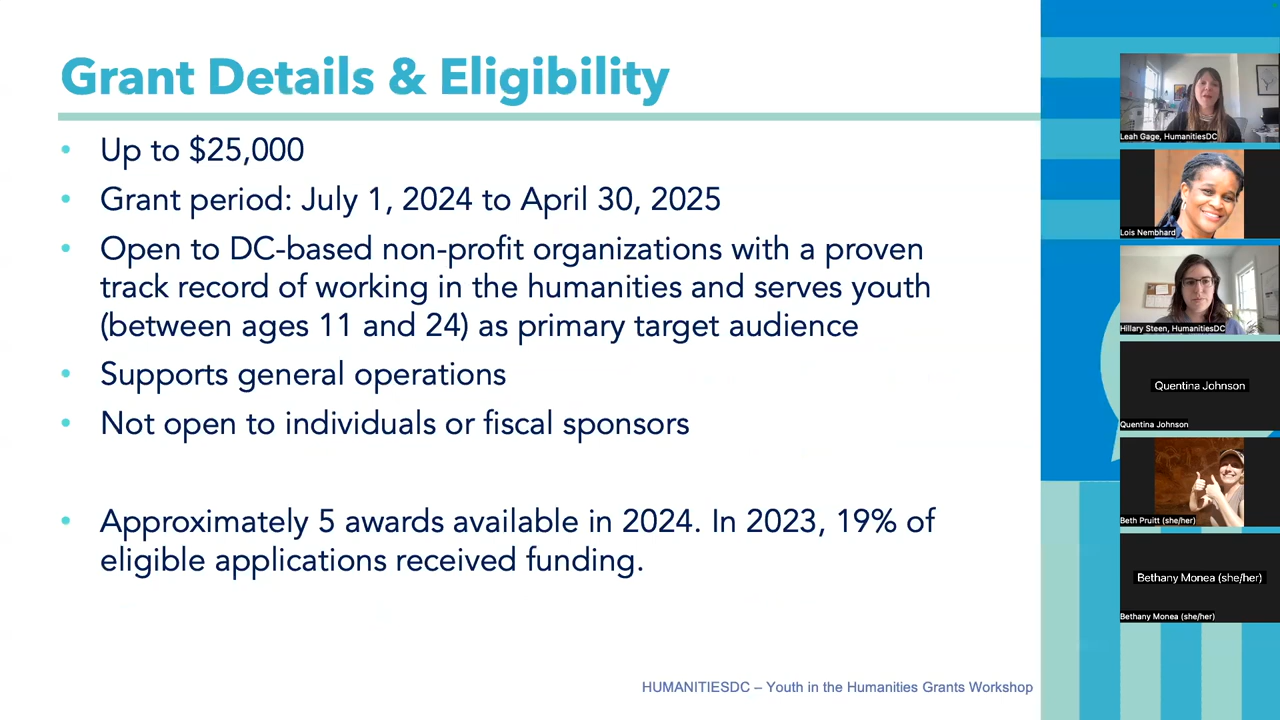 Grant Details & Eligibility
• Up to $25,000
• Grant period: July 1, 2024 to April 30, 2025
• Open to DC-based non-profit organizations with a proven
track record of working in the humanities and serves youth
(between ages 11 and 24) as primary target audience
• Supports general operations
• Not open to individuals or fiscal sponsors
• Approximately 5 awards available in 2024. In 2023, 19% of
eligible applications received funding.
HUMANITIESDC – Youth in the Humanities Grants Workshop
Leah Gage, HumanitiesDC
Lois Nembhard
Hillary Steen, HumanitiesDC
Quentina Johnson
Quentina Johnson
Beth Pruitt (she/her)
Bethany Monea (she/her)
Bethany Monea (she/her)